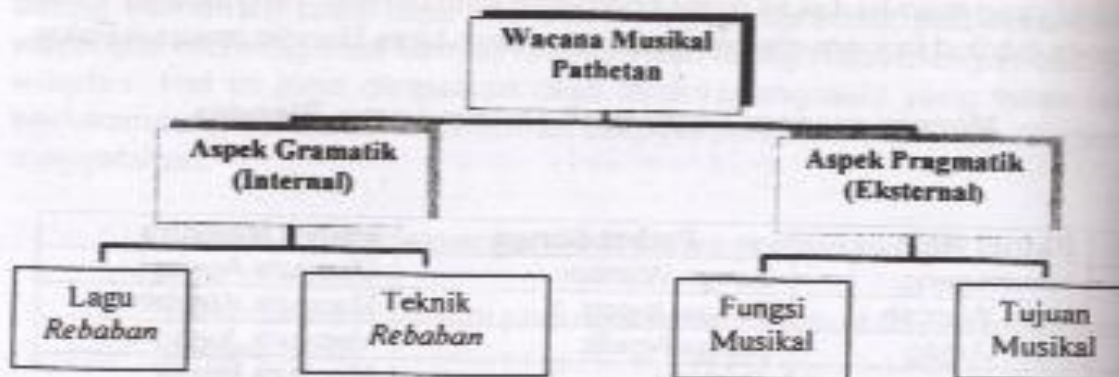 Wacana Musikal
Pathetan
Aspek Gramatik
(Internal)
Aspek Pragmatik
(Eksternal)
Lagu
Rebaban
Teknik
Rebaban
Fungsi
Musikal
Tujuan
Musikal